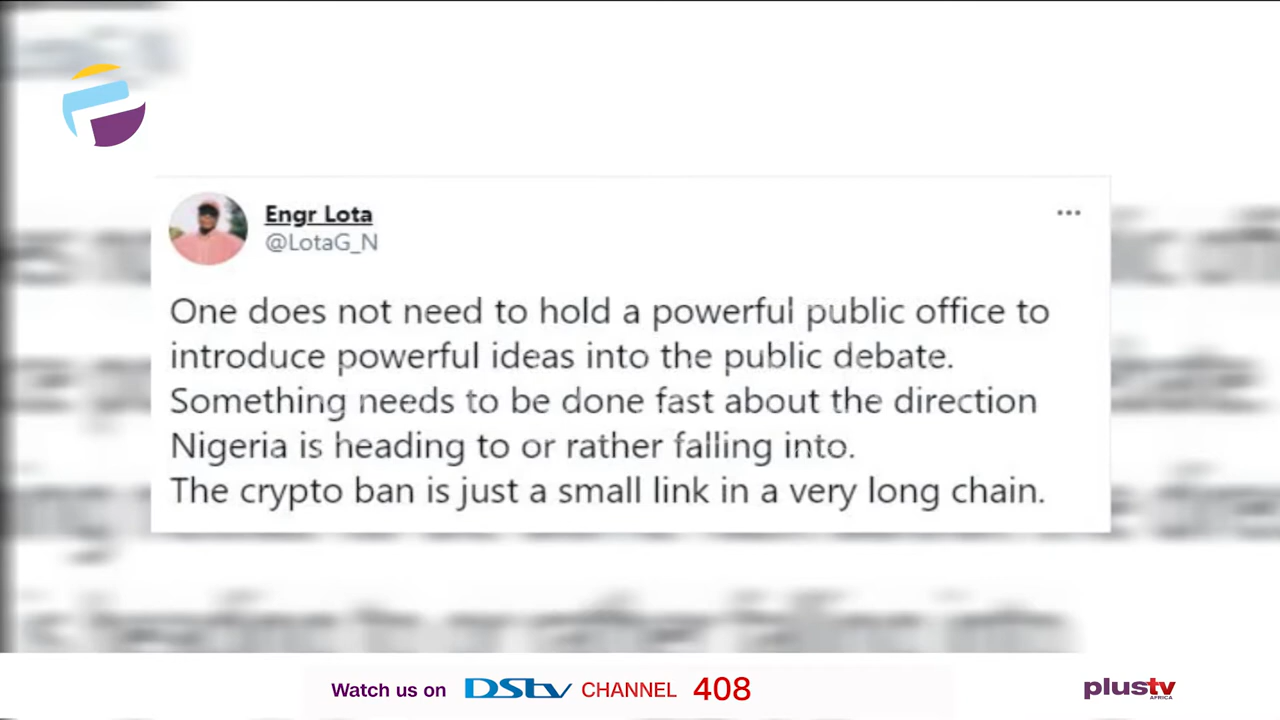 Engr Lota
@LotaG_N
One does not need to hold a powerful public office to
introduce powerful ideas into the public debate.
Something needs to be done fast about the direction
Nigeria is heading to or rather falling into.
The crypto ban is just a small link in a very long chain.
Watch us on DStv CHANNEL 408
plustv
AFRICA